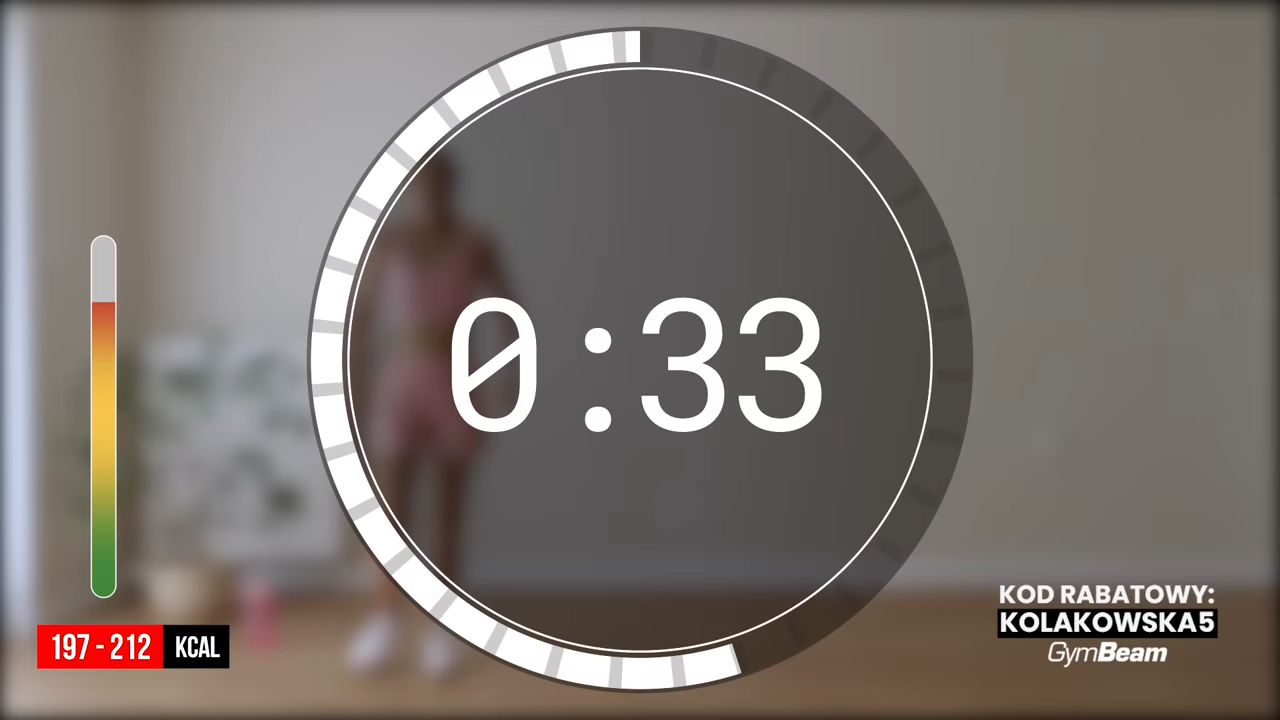 0:33
197 - 212 KCAL
KOD RABATOWY:
KOLAKOWSKA5
GymBeam